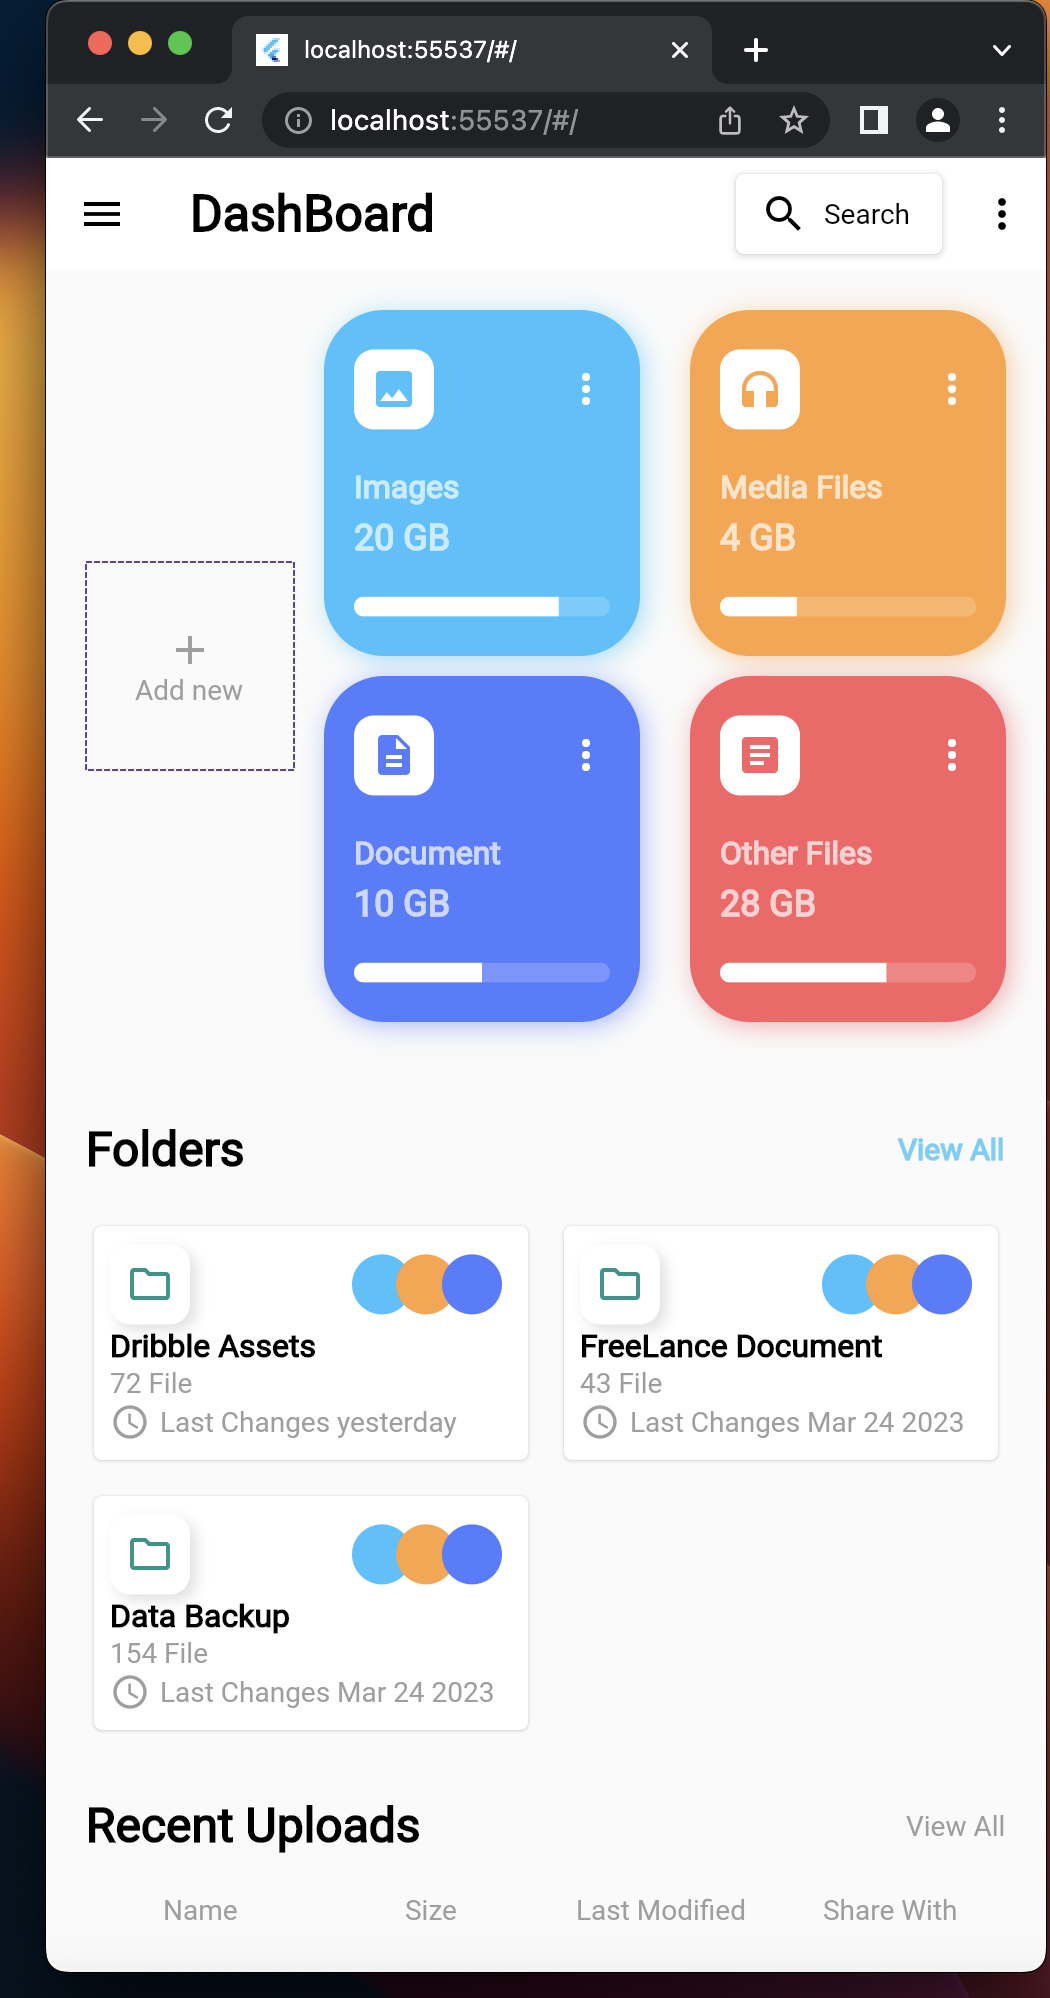 localhost:55537/#/
localhost:55537/#/
DashBoard
Search
Images
20 GB
Media Files
4 GB
Add new
Document
10 GB
Other Files
28 GB
Folders
View All
Dribble Assets
72 File
Last Changes yesterday
FreeLance Document
43 File
Last Changes Mar 24 2023
Data Backup
154 File
Last Changes Mar 24 2023
Recent Uploads
View All
Name Size Last Modified Share With